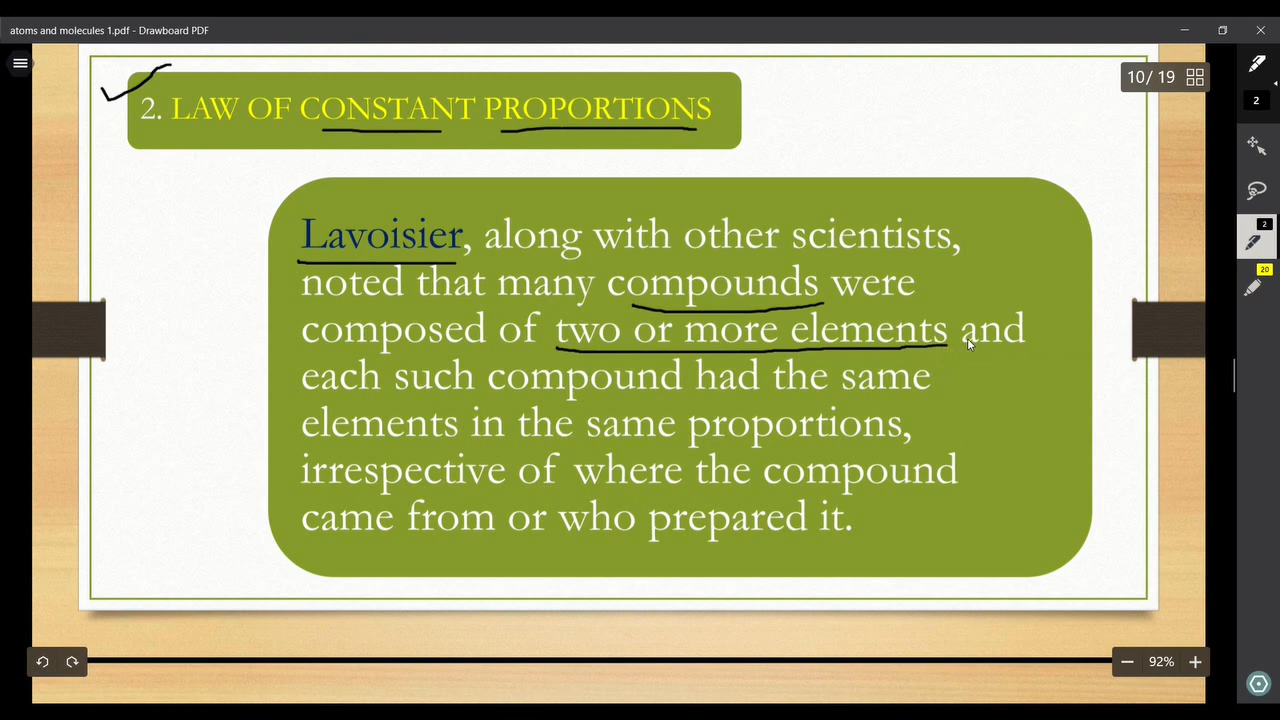 atoms and molecules 1.pdf - Drawboard PDF
10 / 19
2. LAW OF CONSTANT PROPORTIONS
2
Lavoisier, along with other scientists,
noted that many compounds were
2
composed of two or more elements and
20
each such compound had the same
elements in the same proportions,
irrespective of where the compound
came from or who prepared it.
92%